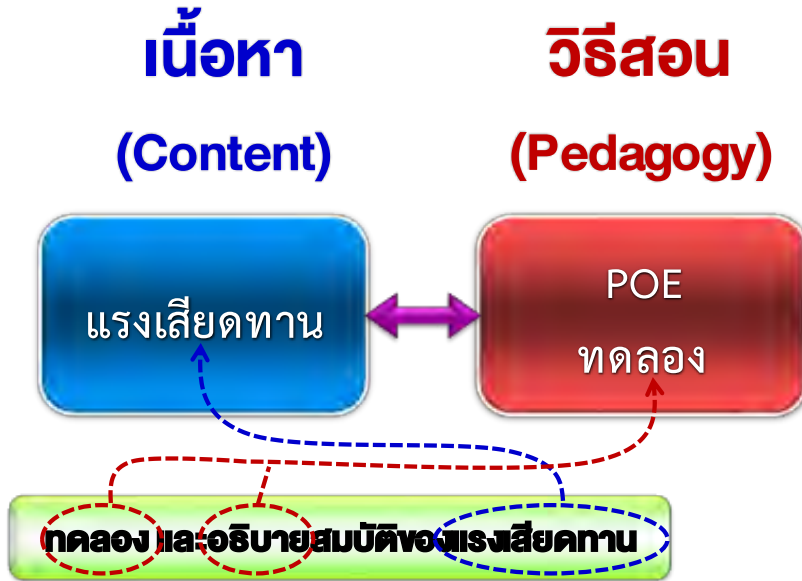 เนื้อหา
(Content)
วิธีสอน
(Pedagogy)
แรงเสียดทาน
POE
ทดลอง
ทดลอง และอธิบายสมบัติของแรงเสียดทาน